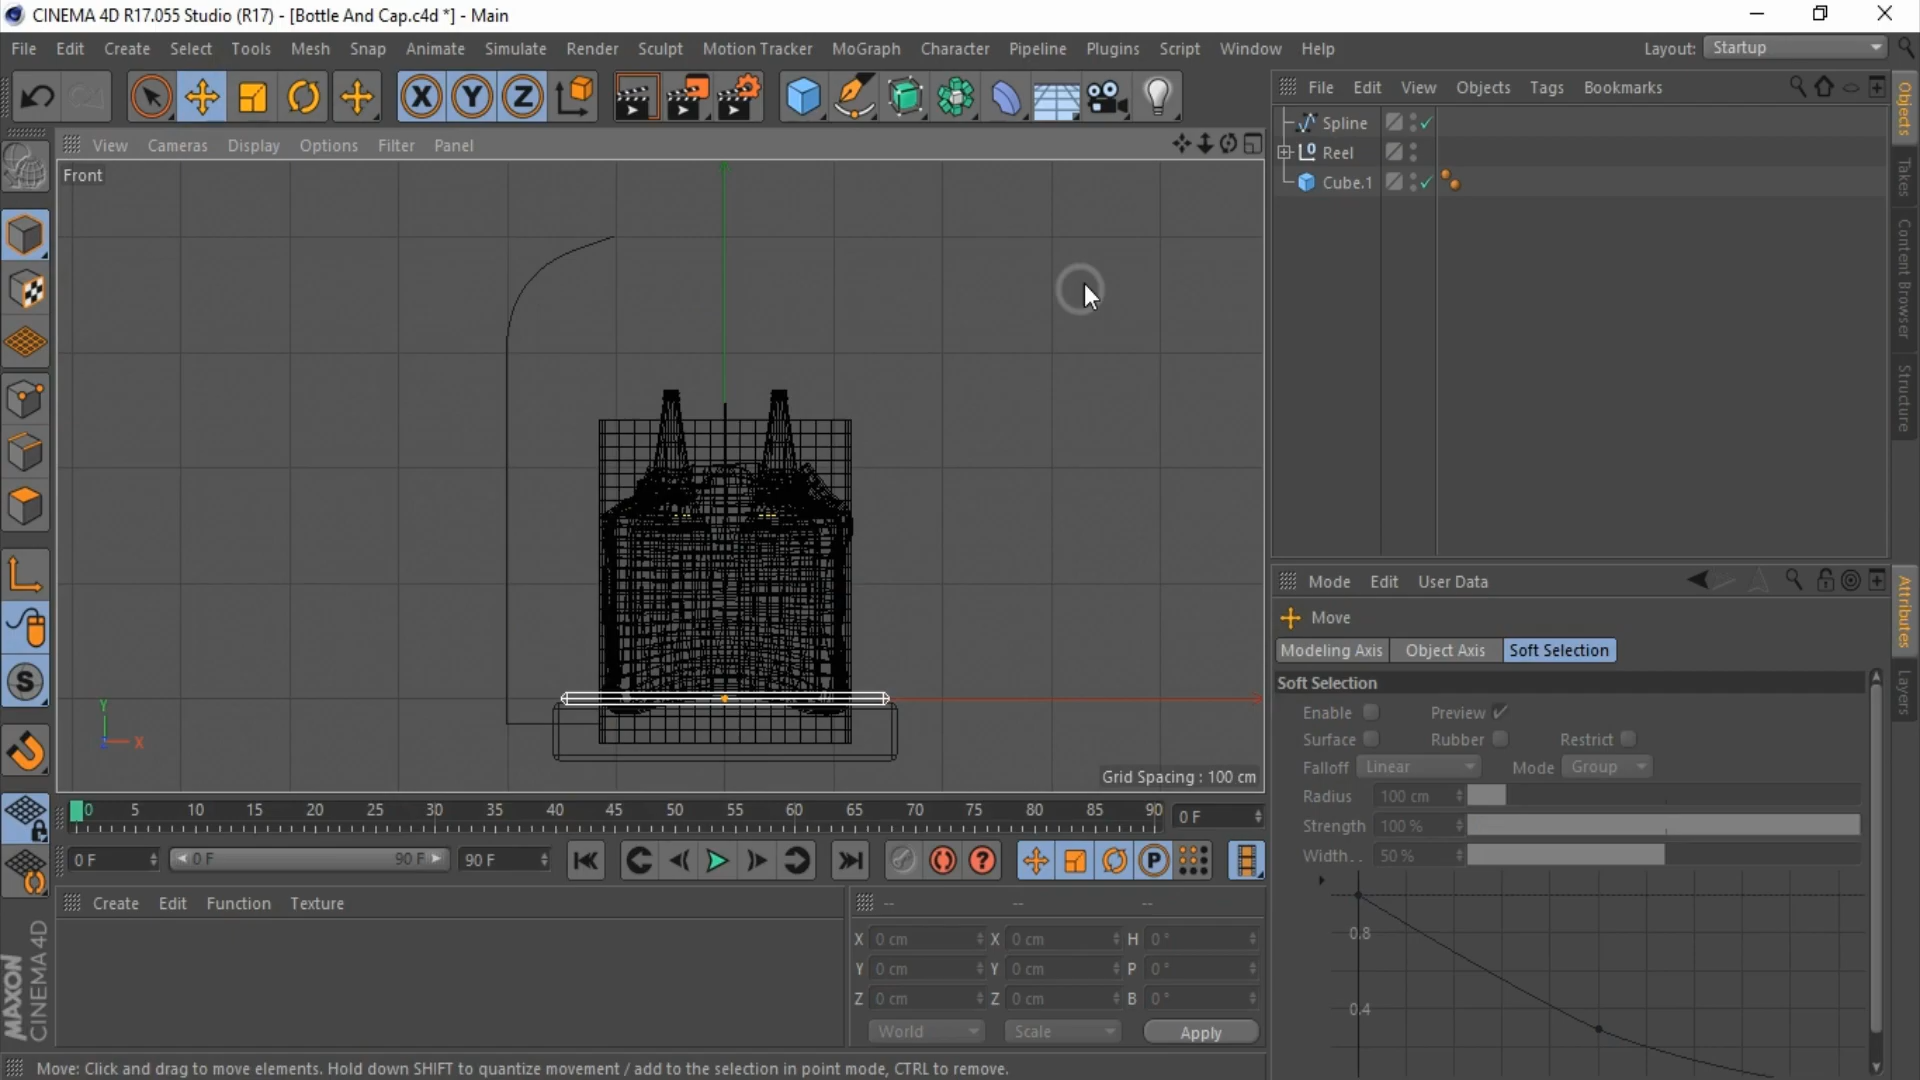 CINEMA 4D R17.055 Studio (R17) - [Bottle And Cap.c4d *] - Main
File Edit Create Select Tools Mesh Snap Animate Simulate Render Sculpt Motion Tracker MoGraph Character Pipeline Plugins Script Window Help Layout: Startup
X Y Z
File Edit View Objects Tags Bookmarks
Spline
Reel
Cube.1
Objects
Takes
Content Browser
Structure
View Cameras Display Options Filter Panel
Front
Y
X
Grid Spacing : 100 cm
Mode Edit User Data
Move
Modeling Axis Object Axis Soft Selection
Soft Selection
Enable Preview
Surface Rubber Restrict
Falloff Linear Mode Group
Radius 100 cm
Strength 100 %
Width.. 50 %
0.8
0.4
Attributes
Layers
0 5 10 15 20 25 30 35 40 45 50 55 60 65 70 75 80 85 90 0 F
0 F 0 F 90 F 90 F
P
Create Edit Function Texture
-- -- --
X 0 cm X 0 cm H 0 °
Y 0 cm Y 0 cm P 0 °
Z 0 cm Z 0 cm B 0 °
World Scale Apply
MAXON
CINEMA 4D
Move: Click and drag to move elements. Hold down SHIFT to quantize movement / add to the selection in point mode, CTRL to remove.